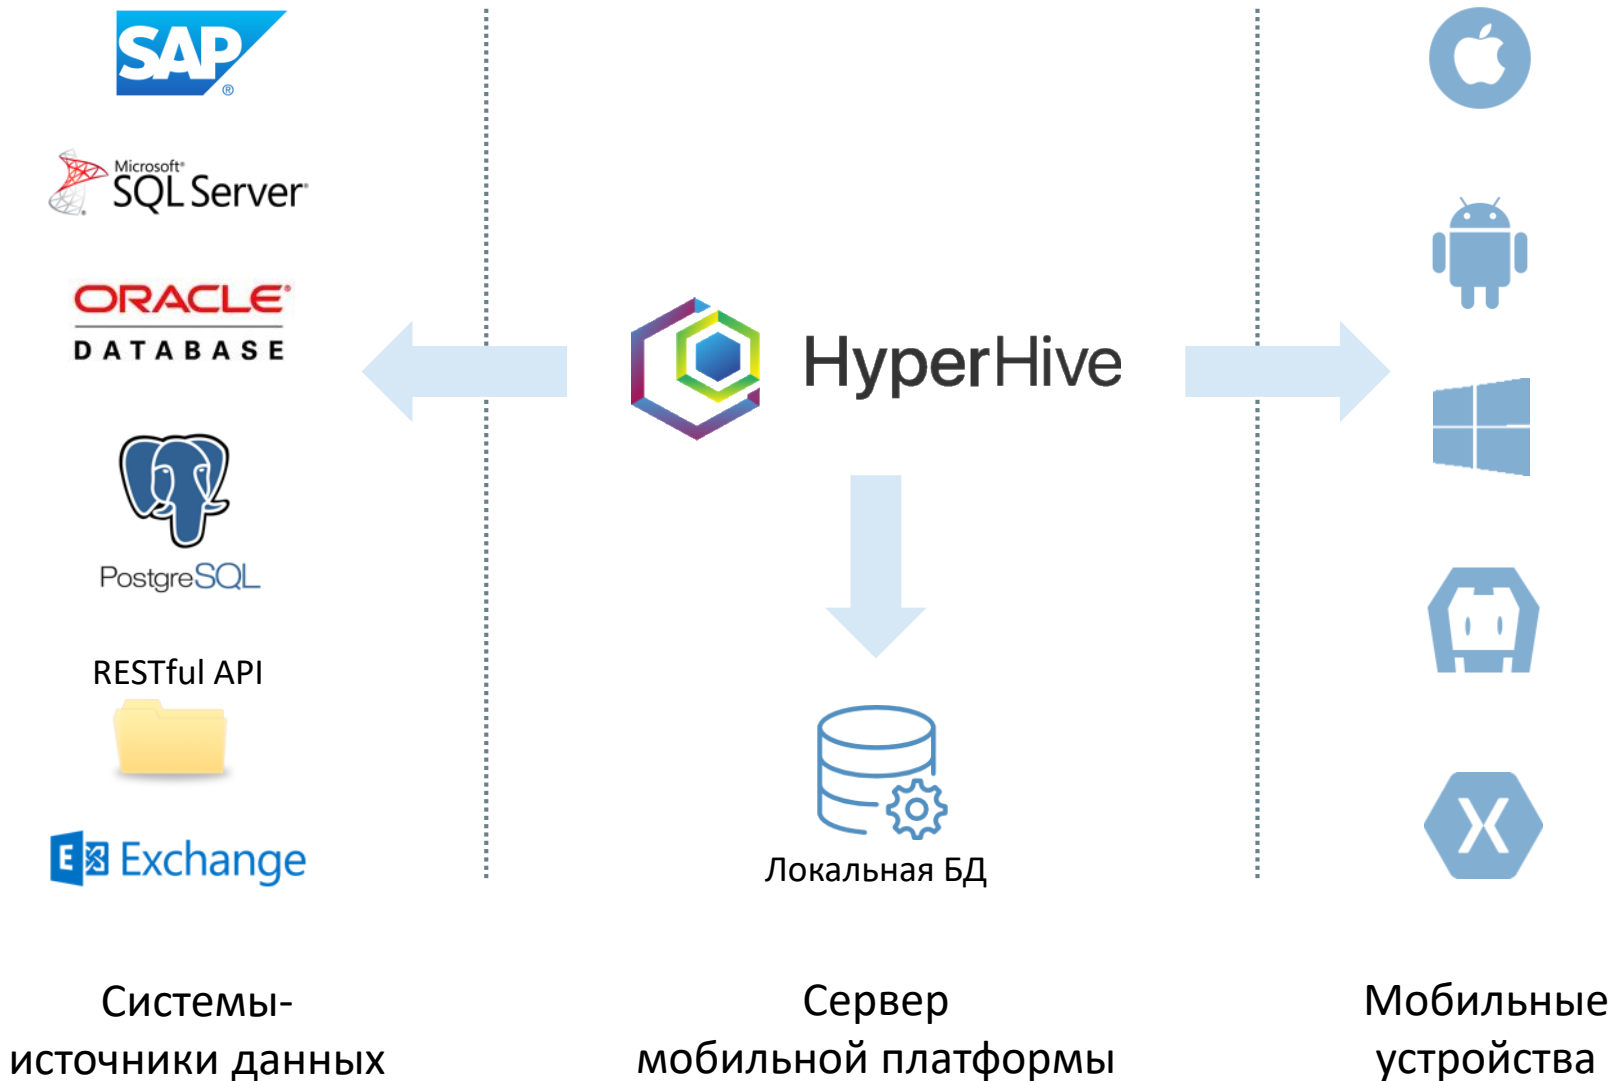 SAP®
Microsoft®
SQL Server®
ORACLE®
DATABASE
PostgreSQL
RESTful API
E Exchange
HyperHive
Локальная БД
X
Системы-
источники данных
Сервер
мобильной платформы
Мобильные
устройства